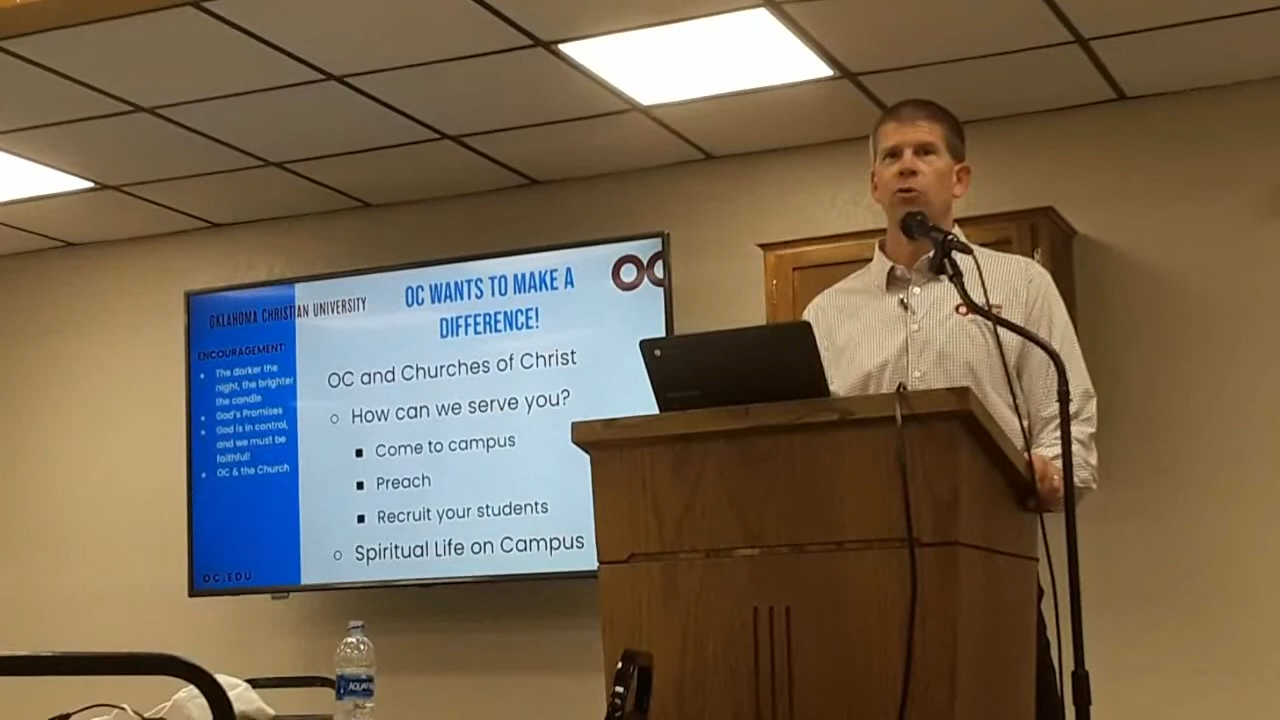 OKLAHOMA CHRISTIAN UNIVERSITY
ENCOURAGEMENT:
The darker the
night, the brighter
the candle
God's Promises
God is in control,
and we must be
faithful!
OC & the Church
OC.EDU
OC WANTS TO MAKE A
DIFFERENCE!
OC
OC and Churches of Christ
How can we serve you?
Come to campus
Preach
Recruit your students
Spiritual Life on Campus